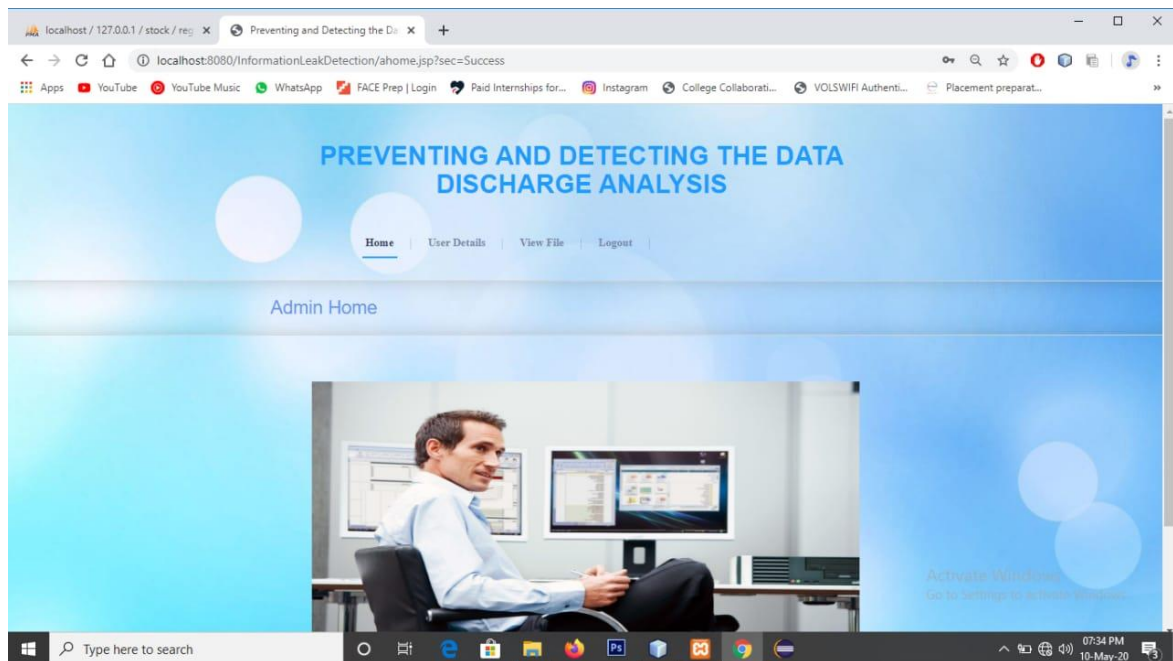 localhost / 127.0.0.1 / stock / reg
Preventing and Detecting the Da
localhost:8080/InformationLeakDetection/ahome.jsp?sec=Success
Apps YouTube YouTube Music WhatsApp FACE Prep | Login Paid Internships for... Instagram College Collaborati... VOLSWIFI Authenti... Placement preparat... »
PREVENTING AND DETECTING THE DATA
DISCHARGE ANALYSIS
Home | User Details | View File | Logout |
Admin Home
Activate Windows
Go to Settings to activate Windows.
Type here to search
Ps
07:34 PM
10-May-20
3